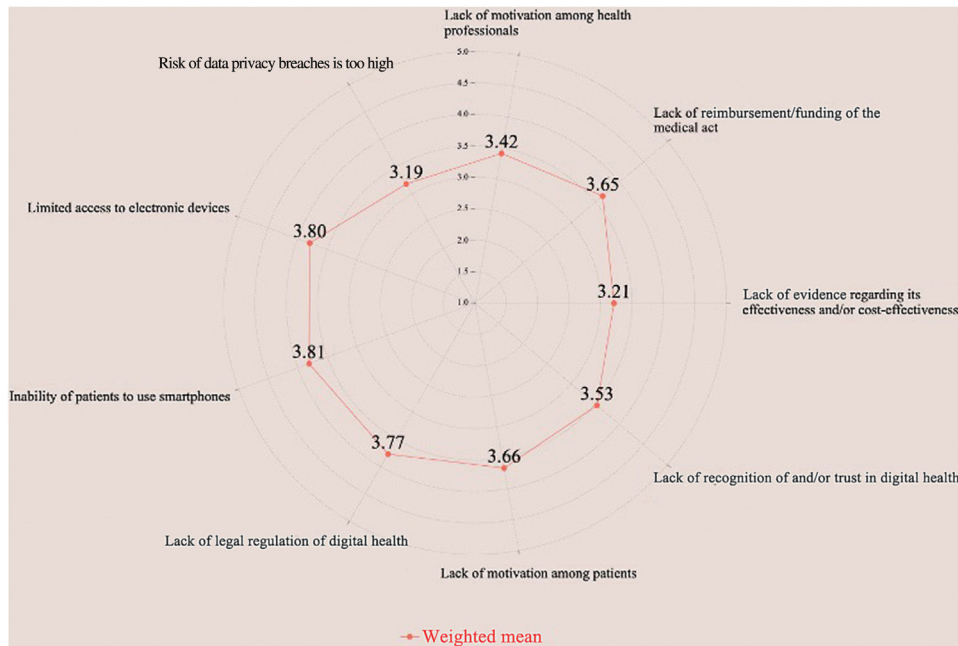 Lack of motivation among health
professionals
5.0
4.5
4.0
3.5
3.0
2.5
2.0
1.5
1.0
Risk of data privacy breaches is too high
Lack of reimbursement/funding of the
medical act
3.42
3.19
3.65
Limited access to electronic devices
3.80
3.21
Lack of evidence regarding its
effectiveness and/or cost-effectiveness
3.81
Inability of patients to use smartphones
3.53
3.77
3.66
Lack of recognition of and/or trust in digital health
Lack of legal regulation of digital health
Lack of motivation among patients
Weighted mean